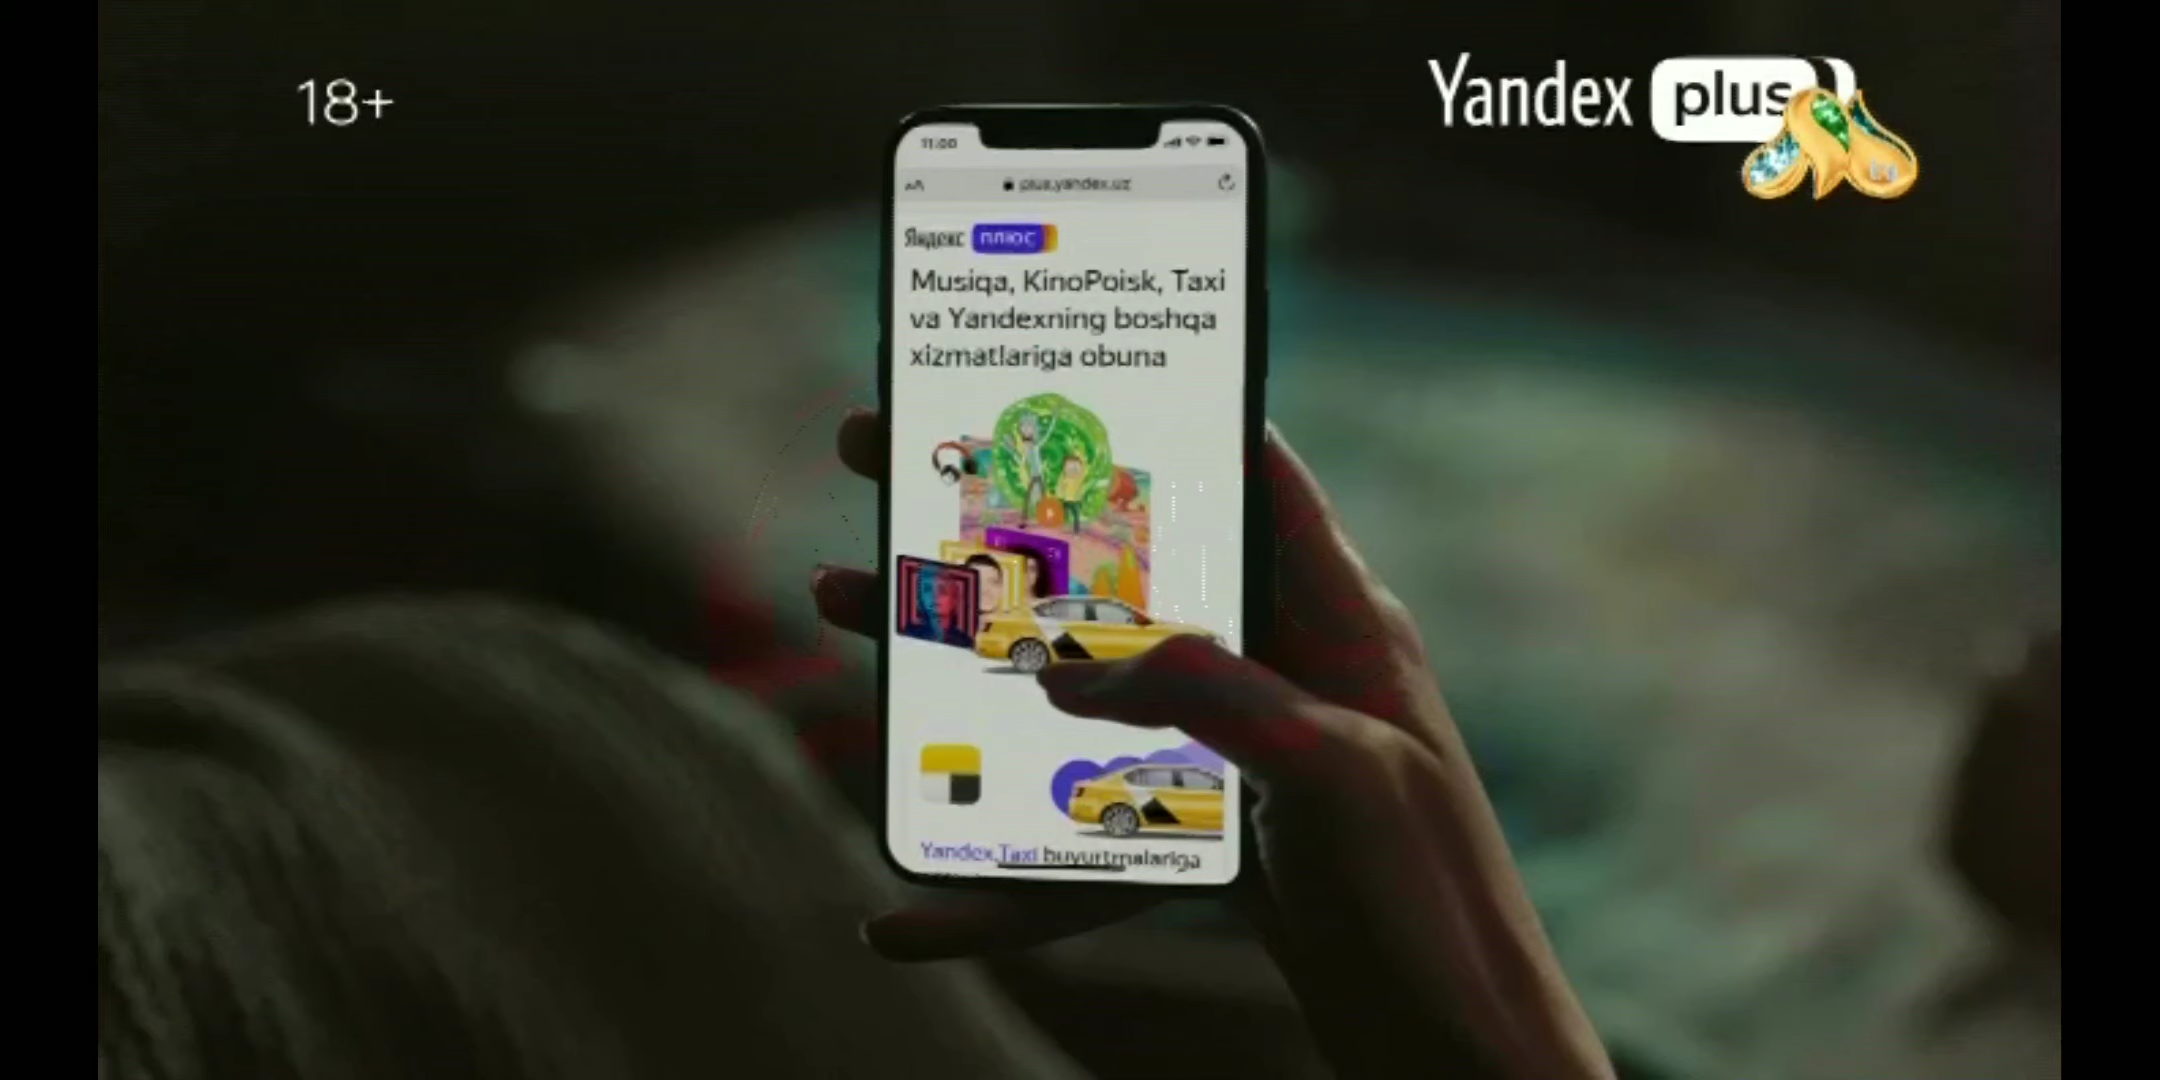 18+
Yandex plus
11:00
AA plus.yandex.uz
Яндекс плюс
Musiqa, KinoPoisk, Taxi
va Yandexning boshqa
xizmatlariga obuna
Yandex.Taxi buyurtmalariga